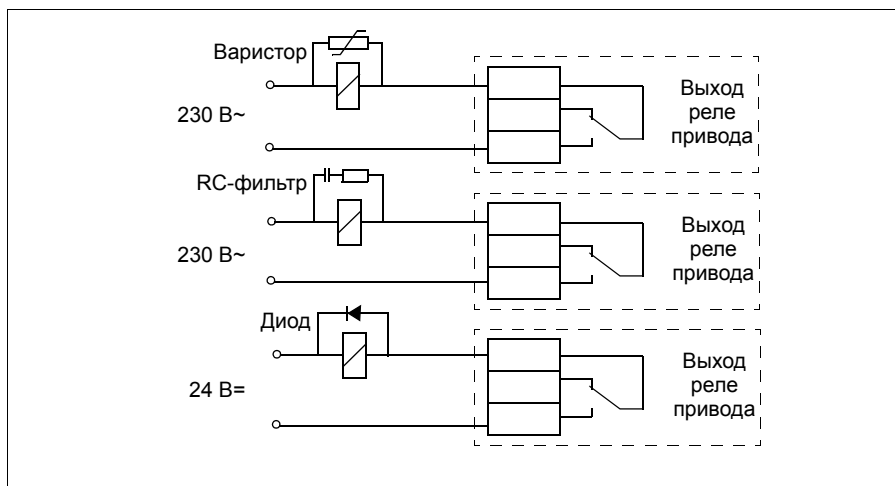 Варистор
230 В~
Выход
реле
привода
RC-фильтр
230 В~
Выход
реле
привода
Диод
24 В=
Выход
реле
привода